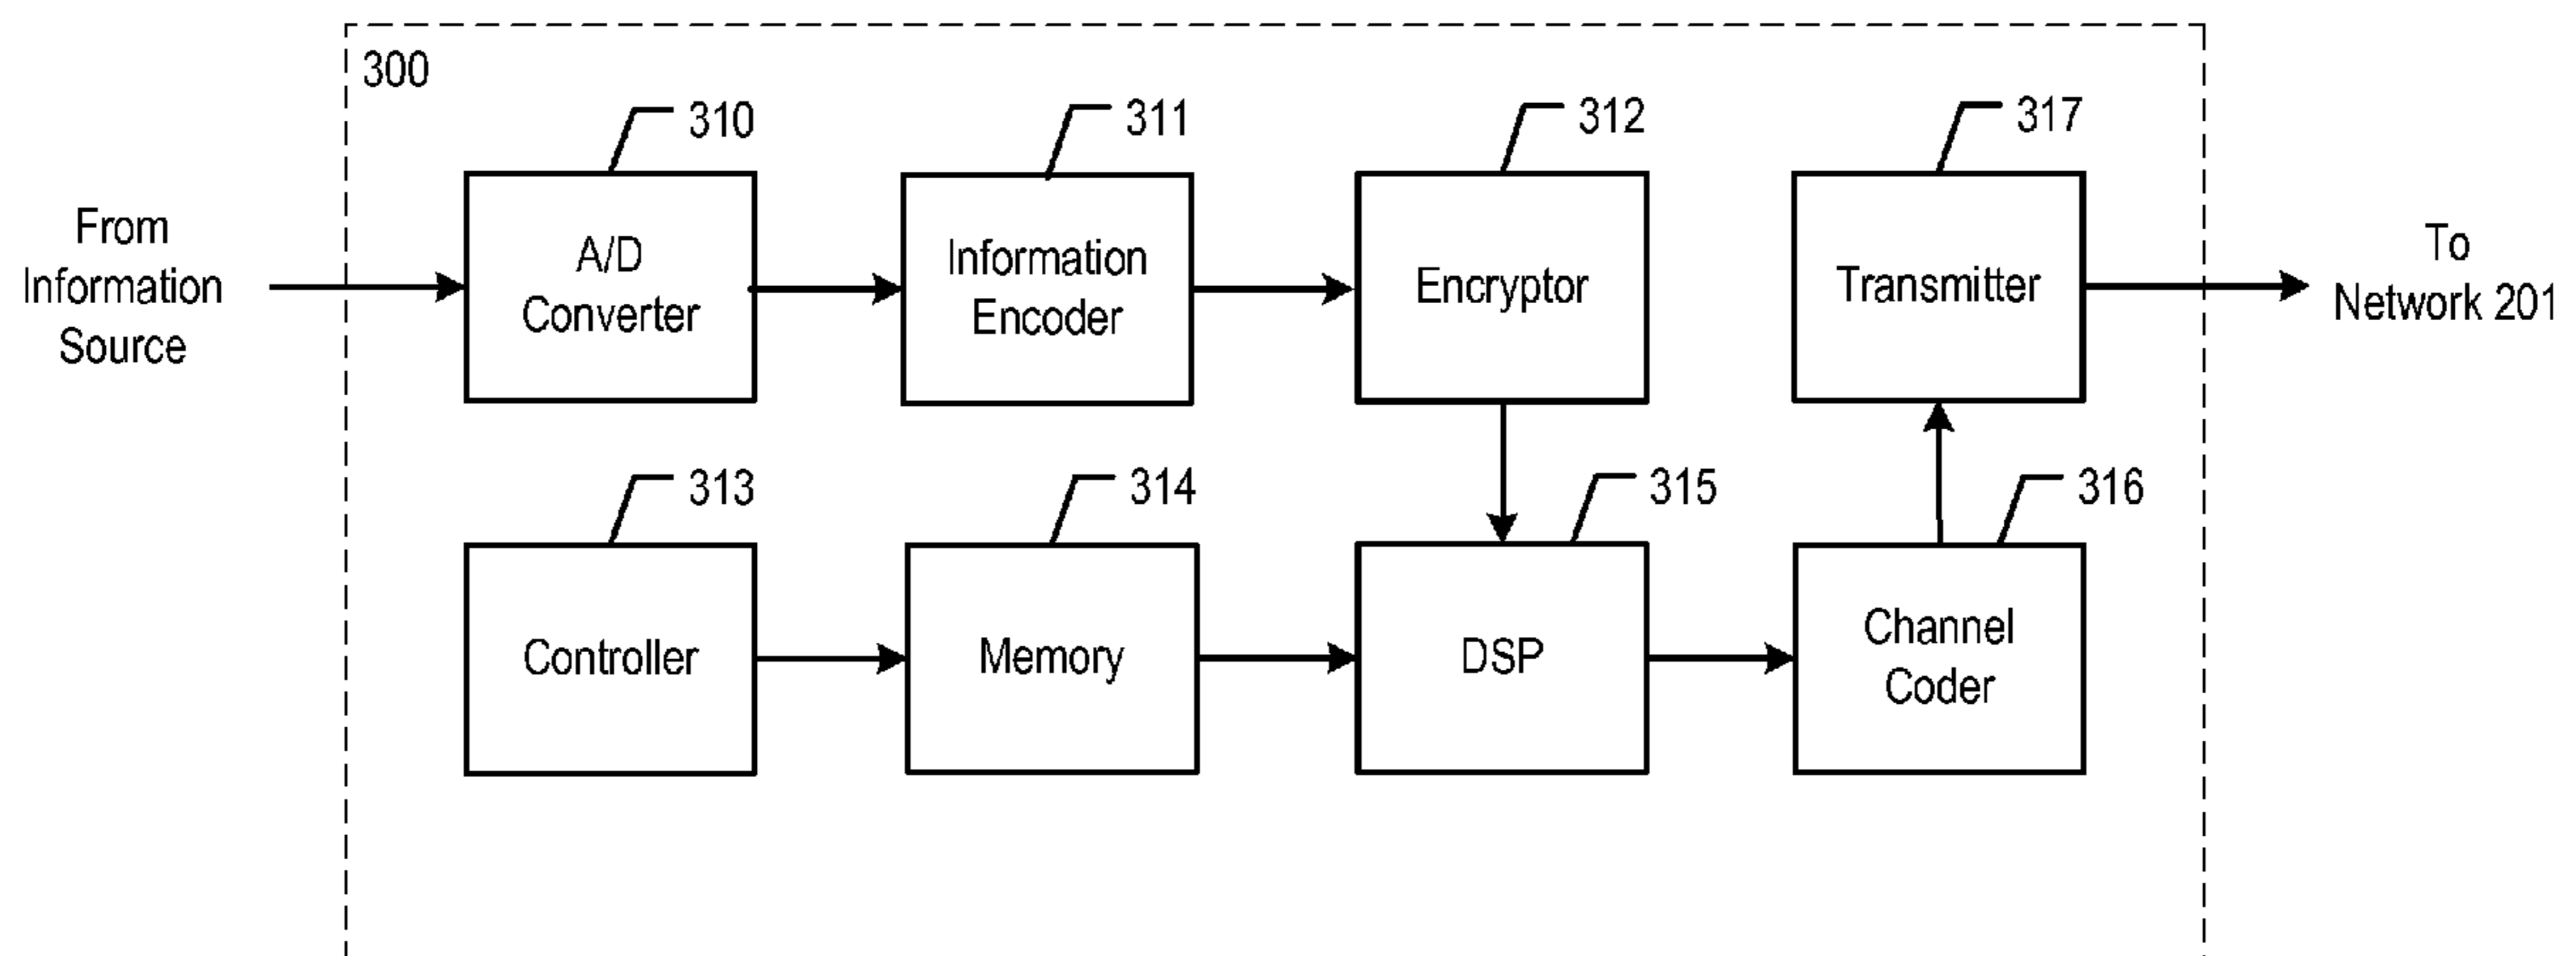 300
310
311
312
317
From
Information
Source
A/D
Converter
Information
Encoder
Encryptor
Transmitter
To
Network 201
313
314
315
316
Controller
Memory
DSP
Channel
Coder